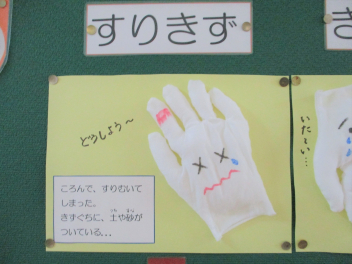 すりきず
どうしよう〜
ころんで、すりむいて
しまった。
きずぐちに、土や砂が
ついている...
いた〜い...